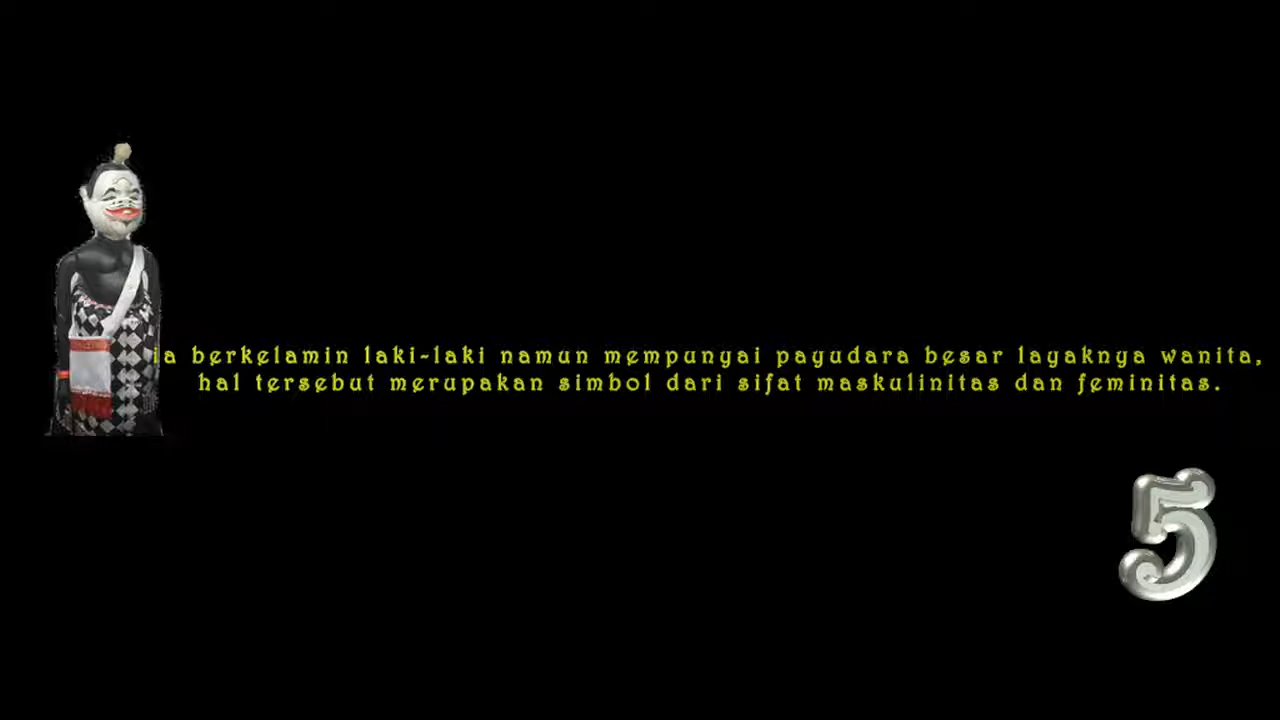 ia berkelamin laki-laki namun mempunyai payudara besar layaknya wanita,
hal tersebut merupakan simbol dari sifat maskulinitas dan feminitas.
5